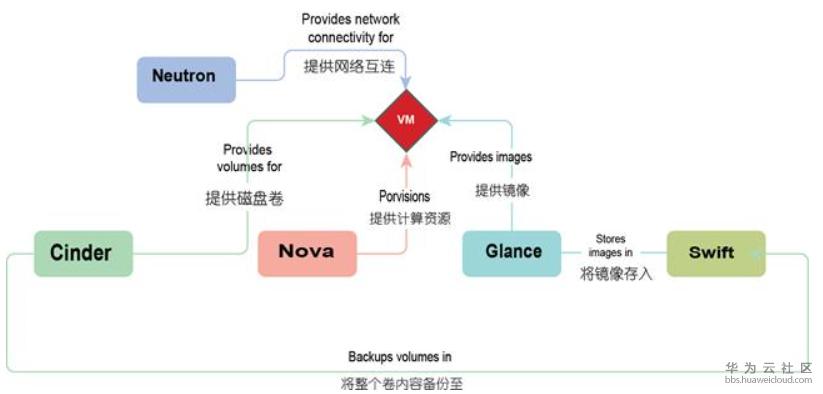 Provides network
connectivity for
提供网络互连
Neutron
VM
Provides
volumes for
提供磁盘卷
Porvisions
提供计算资源
Provides images
提供镜像
Cinder
Nova
Glance
Stores
images in
将镜像存入
Swift
Backups volumes in
将整个卷内容备份至
华为云社区
bbs.huaweicloud.com